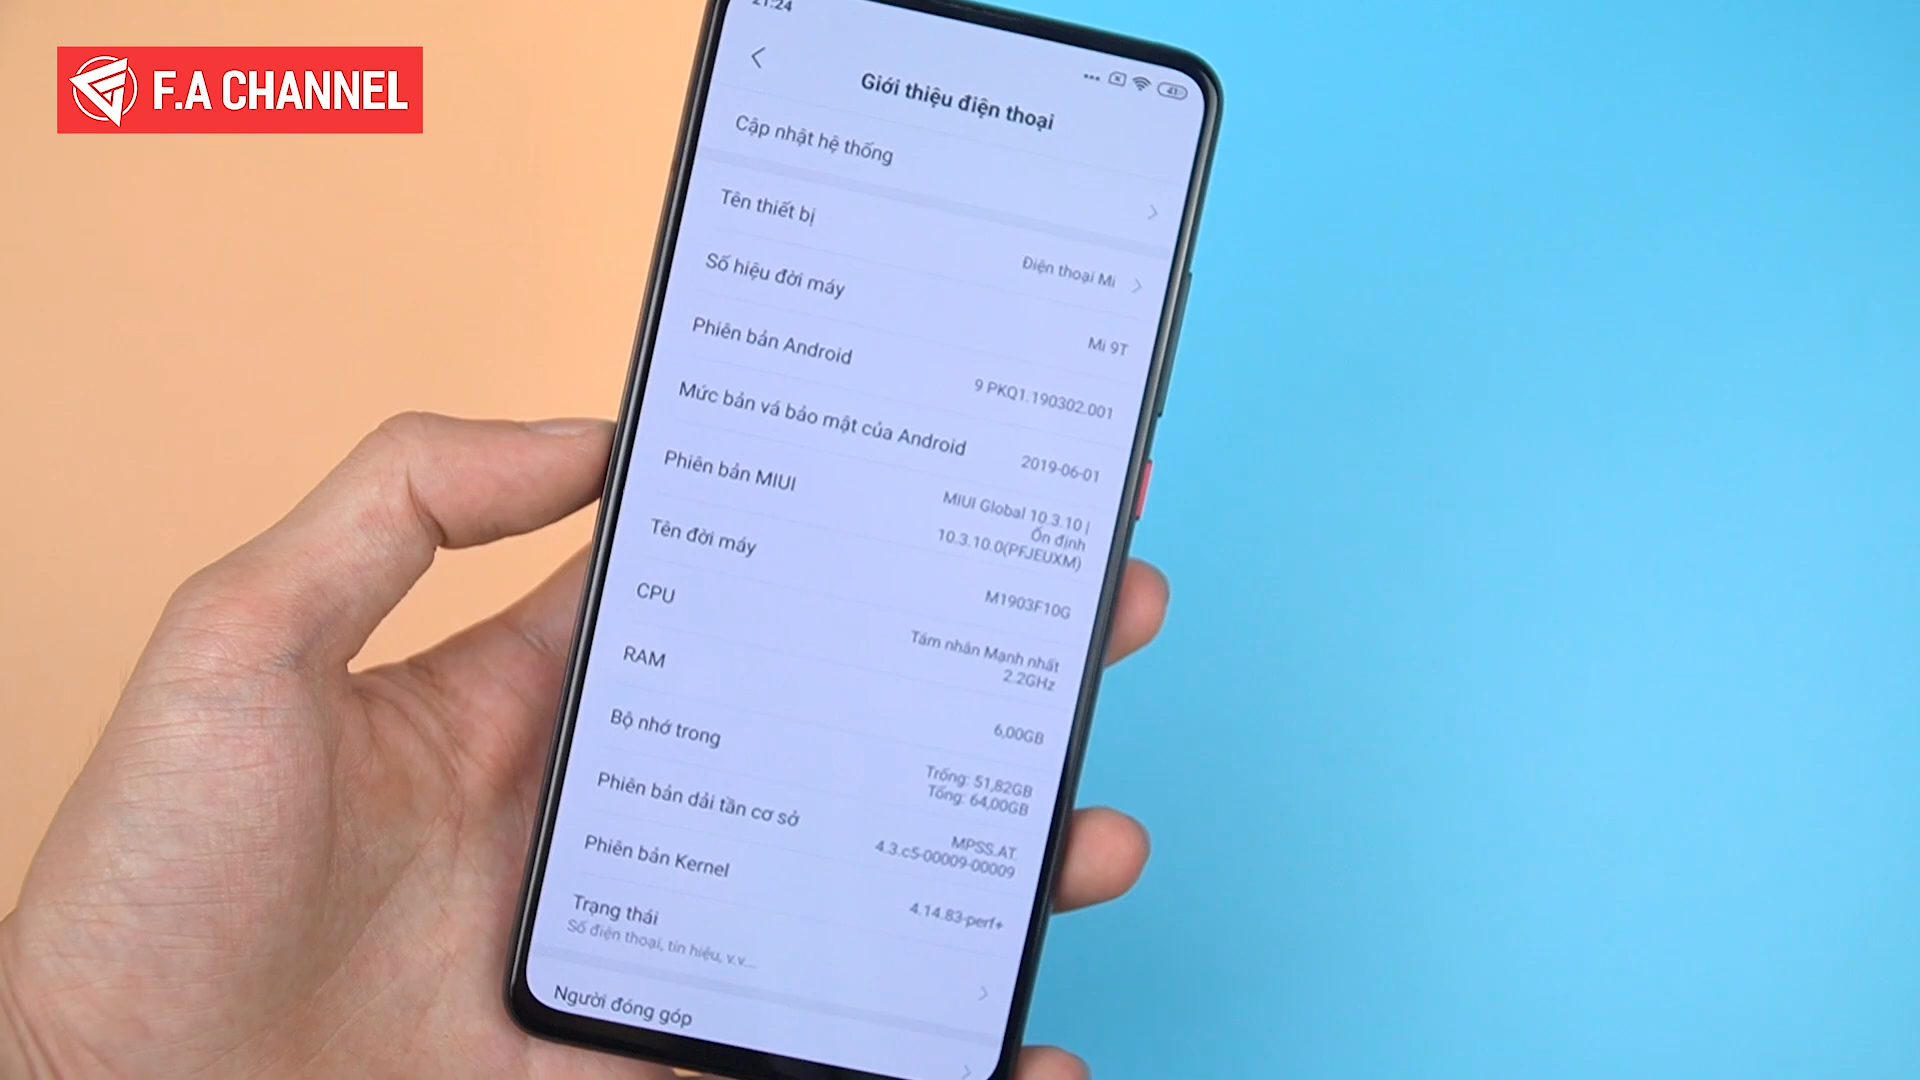 F.A CHANNEL
21:24
41
Giới thiệu điện thoại
Cập nhật hệ thống
Tên thiết bị
Điện thoại Mi
Số hiệu đời máy
Mi 9T
Phiên bản Android
9 PKQ1.190302.001
Mức bản vá bảo mật của Android
2019-06-01
Phiên bản MIUI
MIUI Global 10.3.10 |
Ổn định
10.3.10.0(PFJEUXM)
Tên đời máy
M1903F10G
CPU
Tám nhân Mạnh nhất
2.2GHz
RAM
6,00GB
Bộ nhớ trong
Trống: 51,82GB
Tổng: 64,00GB
Phiên bản dải tần cơ sở
MPSS.AT.
4.3.c5-00009-00009
Phiên bản Kernel
4.14.83-perf+
Trạng thái
Số điện thoại, tín hiệu, v.v...
Người đóng góp